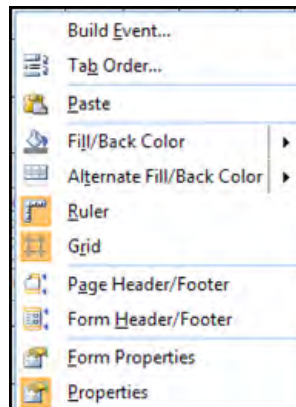 Build Event...
Tab Order...
Paste
Fill/Back Color
Alternate Fill/Back Color
Ruler
Grid
Page Header/Footer
Form Header/Footer
Form Properties
Properties